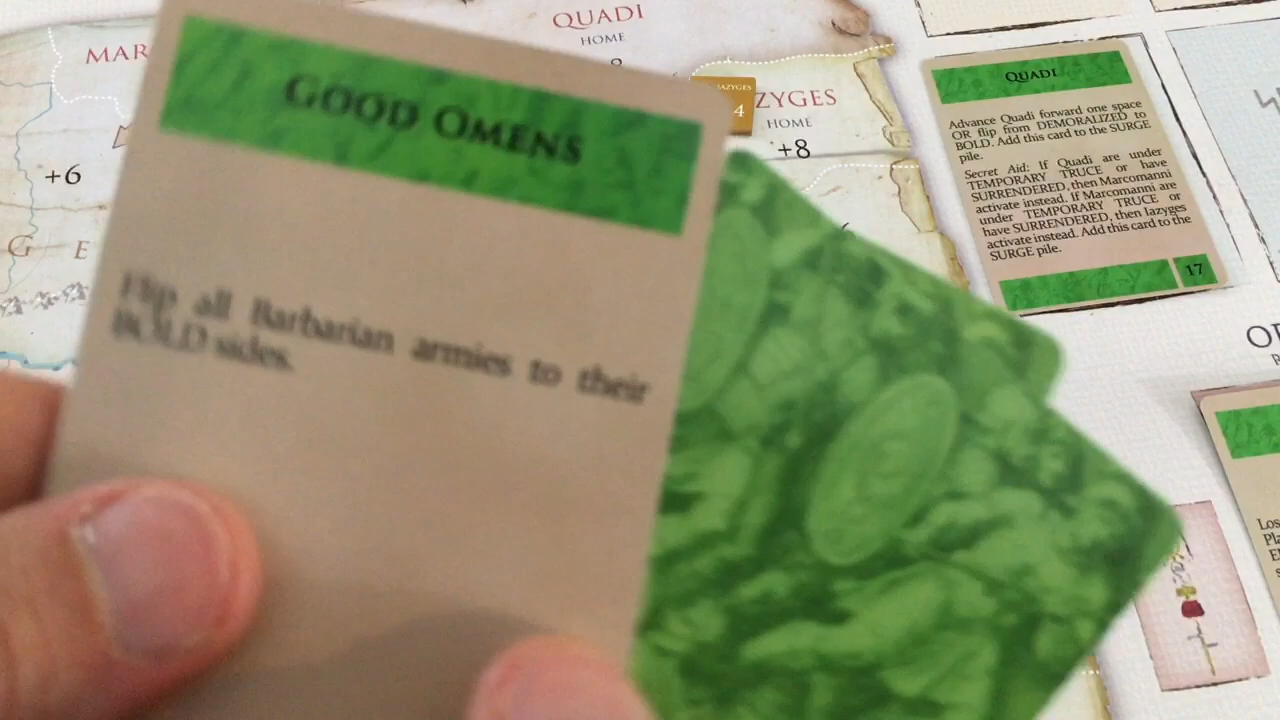 QUADI
HOME
MAR
IAZYGES
4
ZYGES
HOME
+8
+6
G E
GOOD OMENS
Flip all Barbarian armies to their
BOLD sides.
QUADI
Advance Quadi forward one space
OR flip from DEMORALIZED to
BOLD. Add this card to the SURGE
pile.
Secret Aid: If Quadi are under
TEMPORARY TRUCE or have
SURRENDERED, then Marcomanni
activate instead. If Marcomanni are
under TEMPORARY TRUCE or
have SURRENDERED, then Iazyges
activate instead. Add this card to the
SURGE pile.
17
Los
Pla